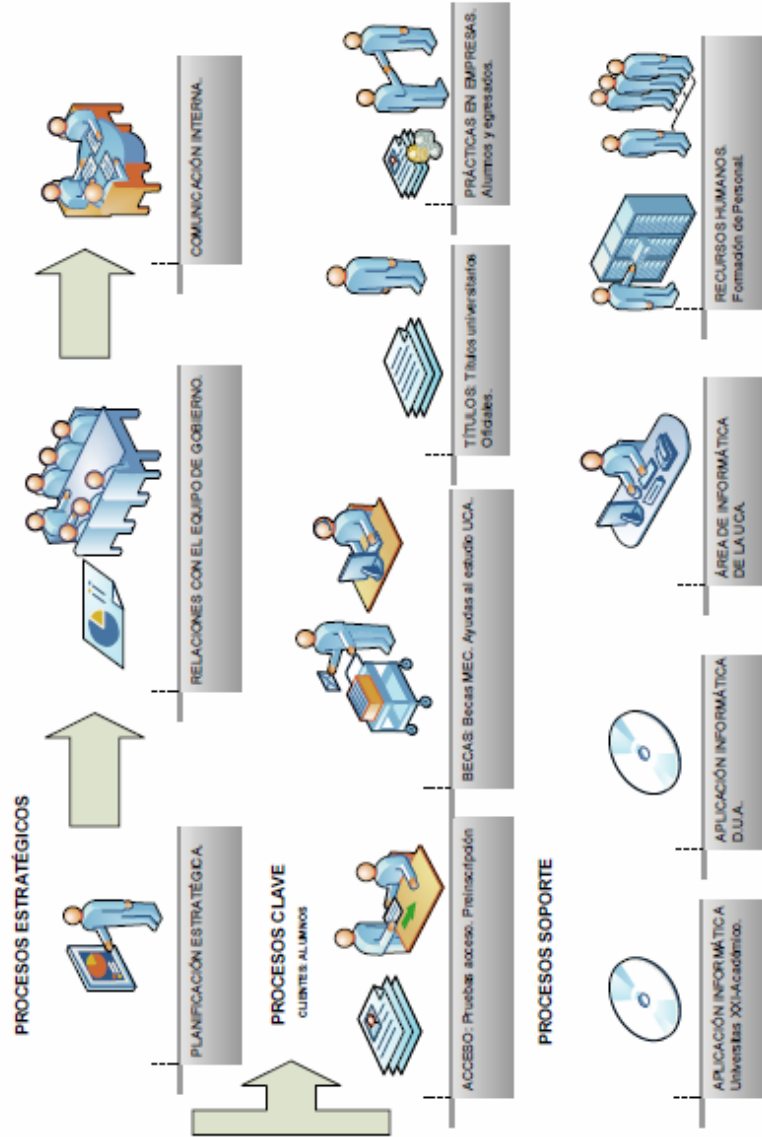 PROCESOS ESTRATÉGICOS
PLANIFICACIÓN ESTRATÉGICA.
RELACIONES CON EL EQUIPO DE GOBIERNO.
COMUNICACIÓN INTERNA.
PROCESOS CLAVE
CLIENTES: ALUMNOS
ACCESO: Pruebas acceso. Preinscripción
BECAS: Becas MEC. Ayudas al estudio UCA.
TÍTULOS: Títulos universitarios
Oficiales.
PRÁCTICAS EN EMPRESAS.
Alumnos y egresados.
PROCESOS SOPORTE
APLICACIÓN INFORMÁTICA
Universitas XXI-Académico.
APLICACIÓN INFORMÁTICA
D.U.A.
ÁREA DE INFORMÁTICA
DE LA UCA.
RECURSOS HUMANOS.
Formación de Personal.